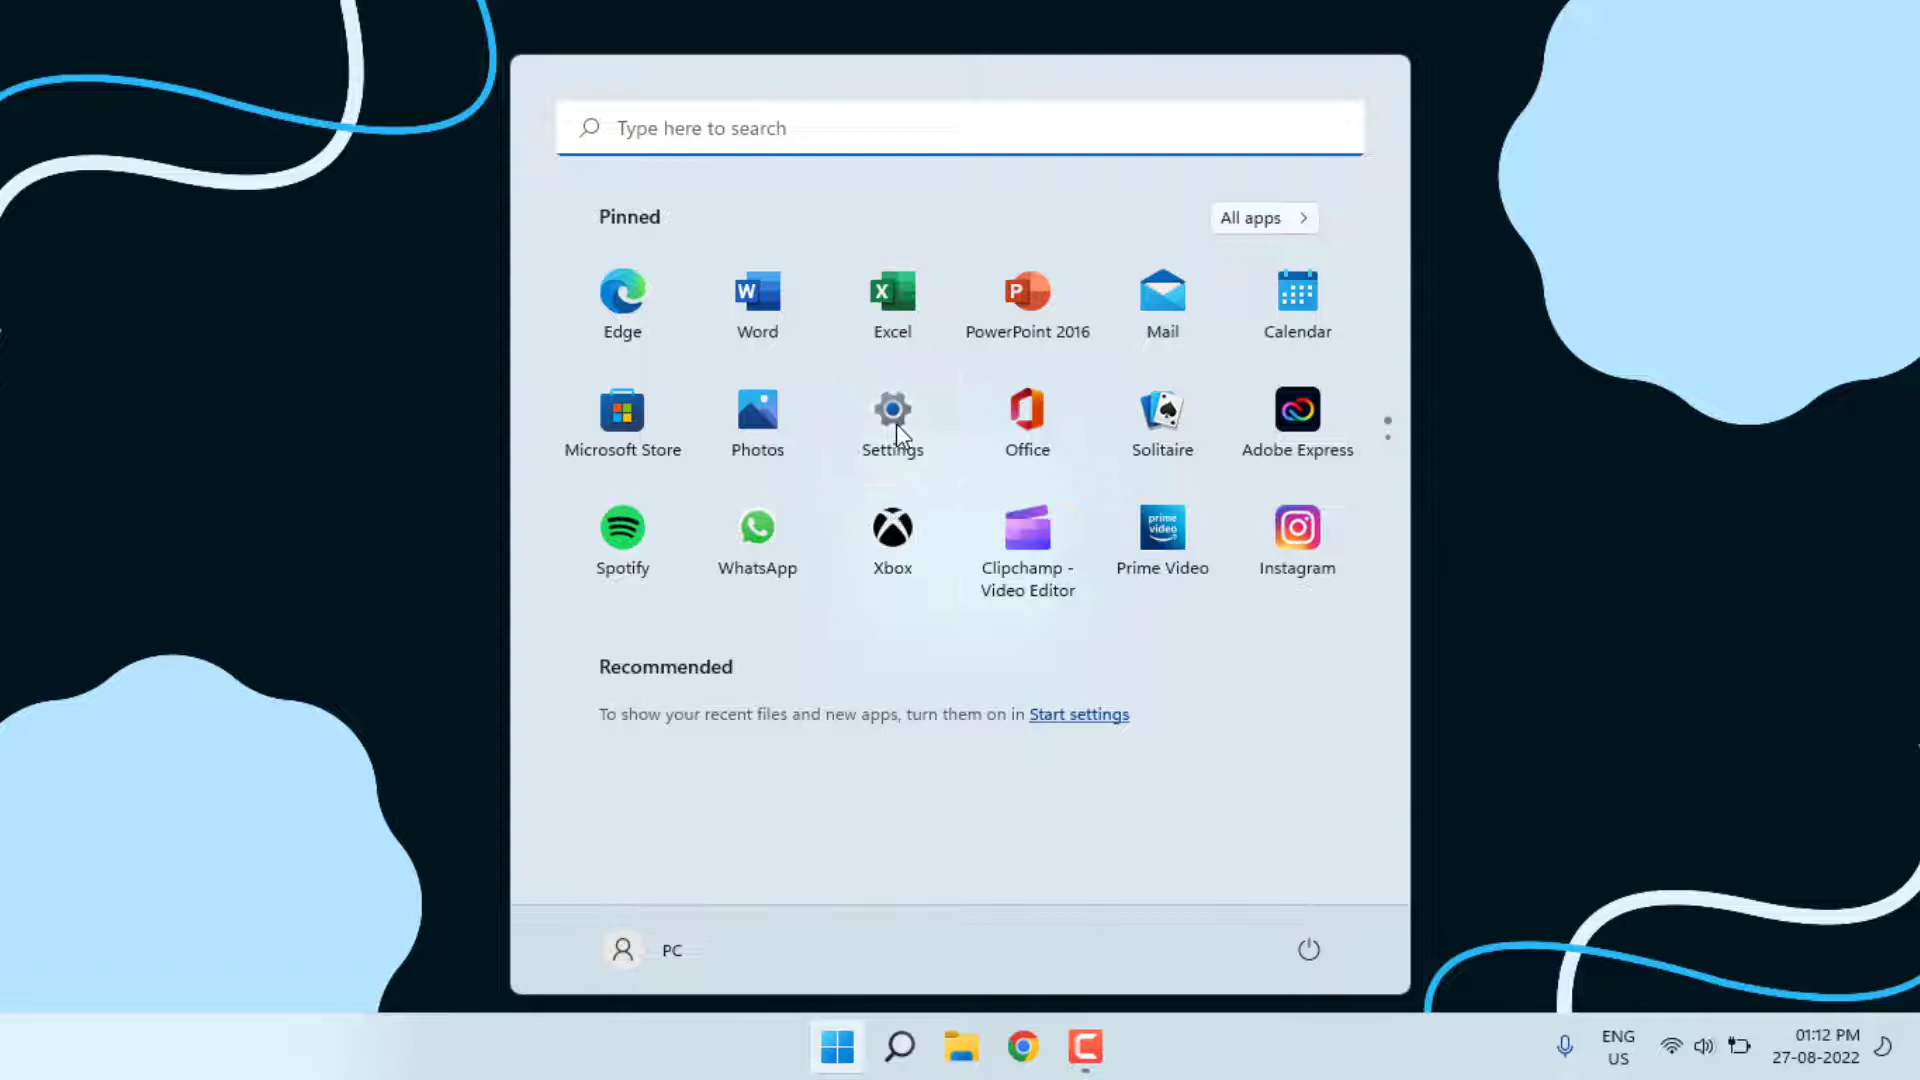 Type here to search
Pinned
All apps
Edge
Word
Excel
PowerPoint 2016
Mail
Calendar
Microsoft Store
Photos
Settings
Office
Solitaire
Adobe Express
Spotify
WhatsApp
Xbox
Clipchamp -
Video Editor
prime
video
Prime Video
Instagram
Recommended
To show your recent files and new apps, turn them on in Start settings
PC
ENG
US
01:12 PM
27-08-2022